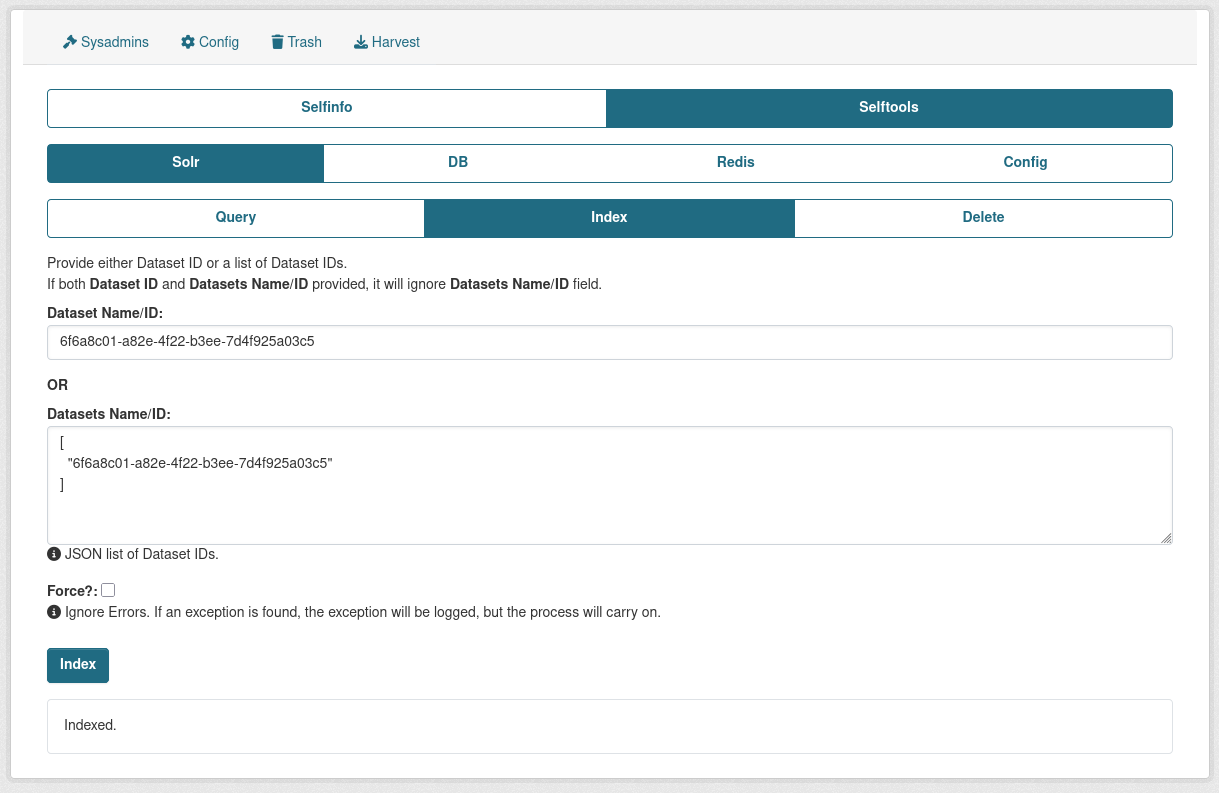 Sysadmins Config Trash Harvest
Selfinfo Selftools
Solr DB Redis Config
Query Index Delete
Provide either Dataset ID or a list of Dataset IDs.
If both Dataset ID and Datasets Name/ID provided, it will ignore Datasets Name/ID field.
Dataset Name/ID:
6f6a8c01-a82e-4f22-b3ee-7d4f925a03c5
OR
Datasets Name/ID:
[
"6f6a8c01-a82e-4f22-b3ee-7d4f925a03c5"
]
JSON list of Dataset IDs.
Force?:
Ignore Errors. If an exception is found, the exception will be logged, but the process will carry on.
Index
Indexed.